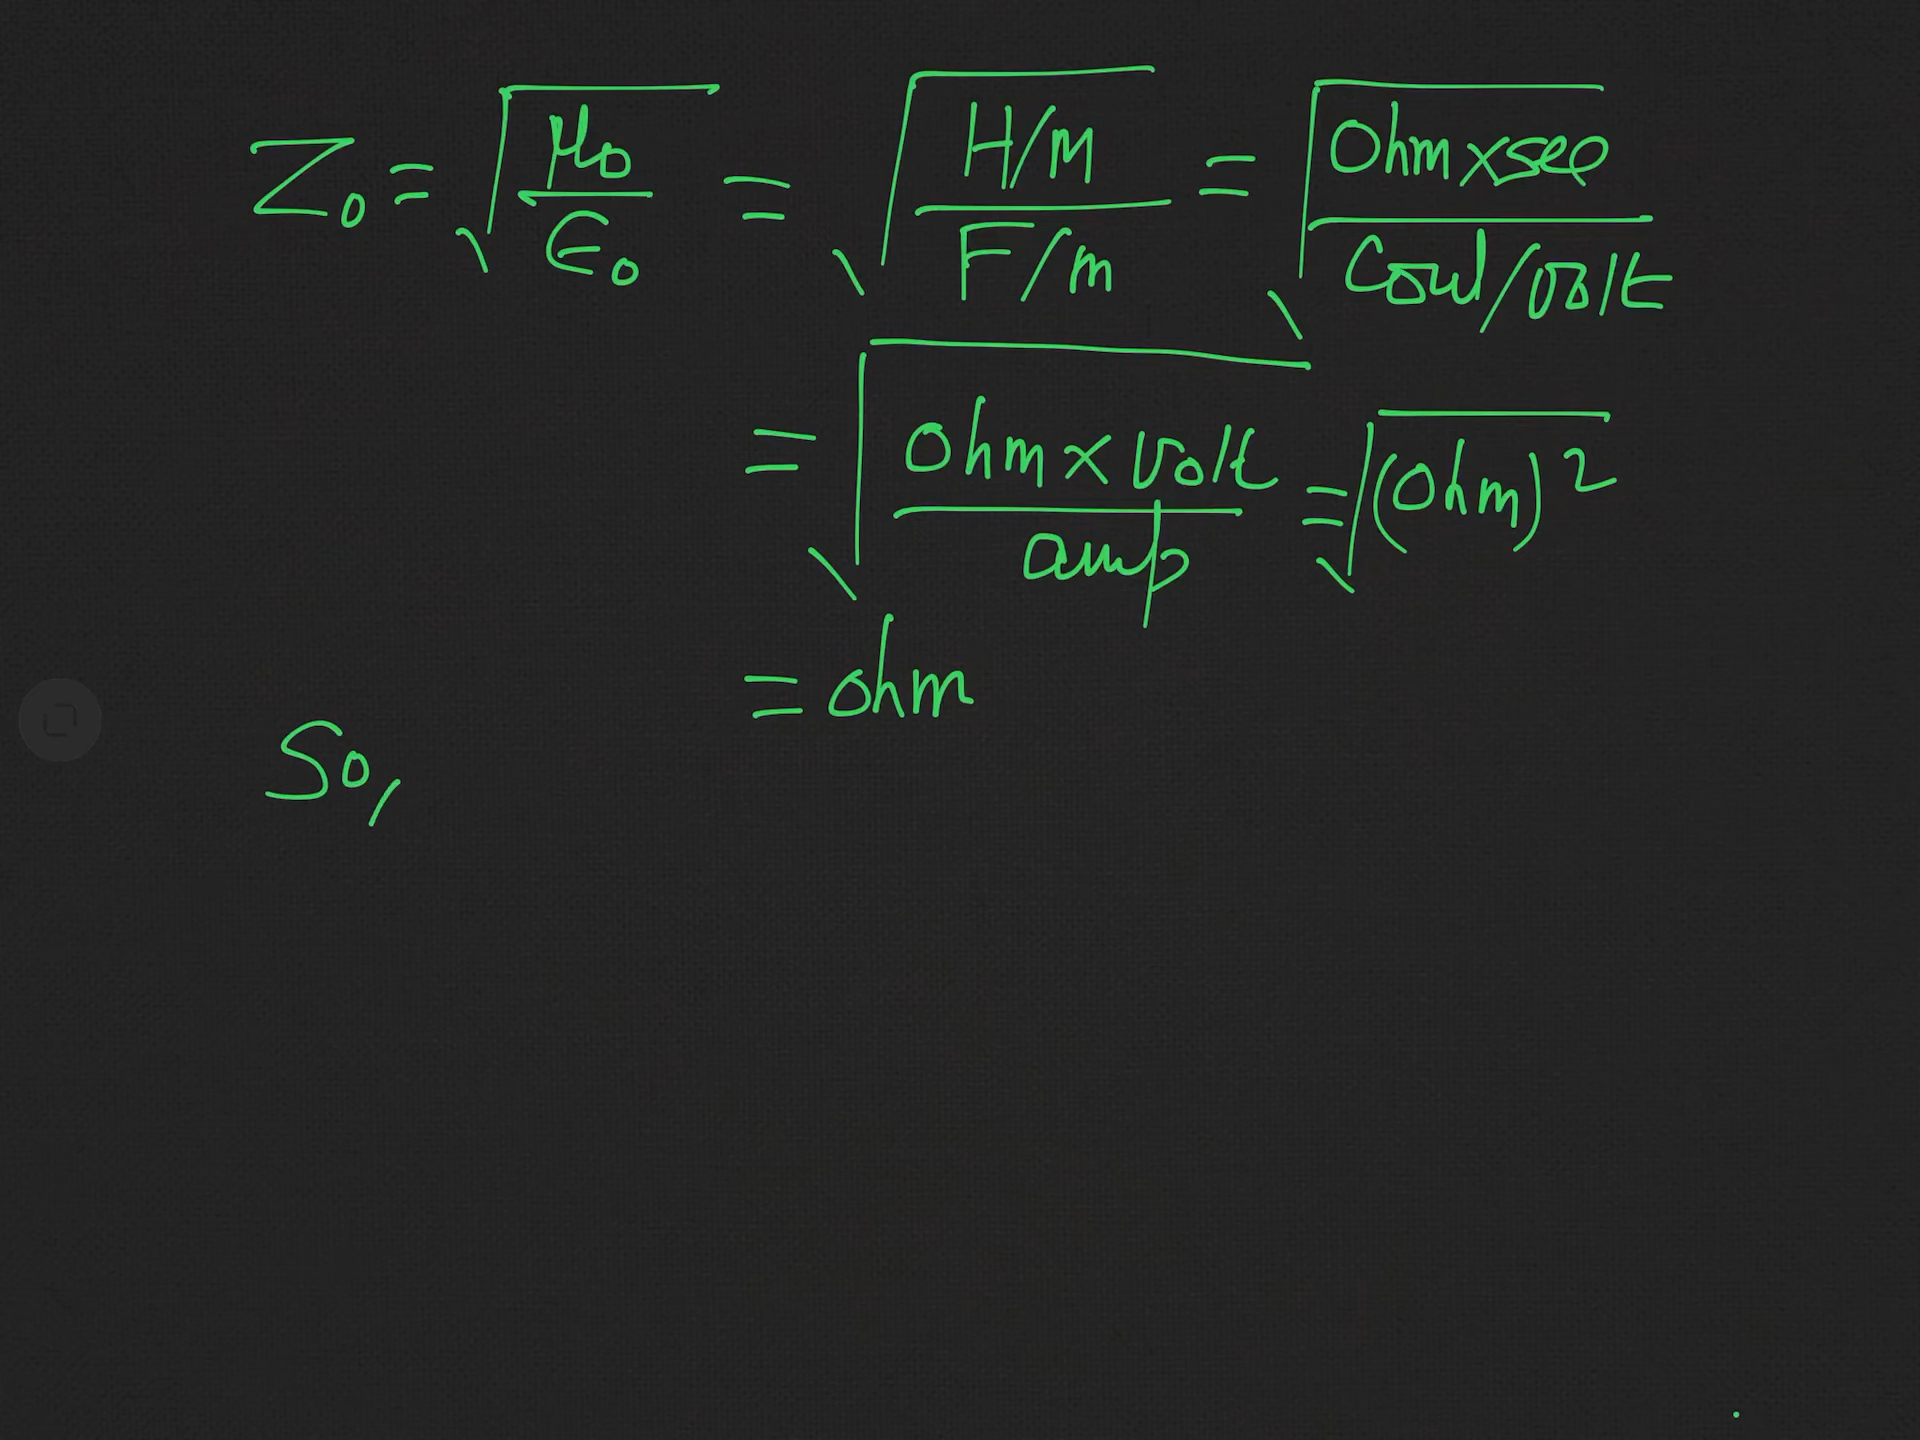 Z₀ = √(μ₀/ε₀) = √((H/m)/(F/m)) = √((Ohm×sec)/(Coul/volt))
= √((Ohm × volt)/amp) = √((Ohm)²)
= ohm
So,